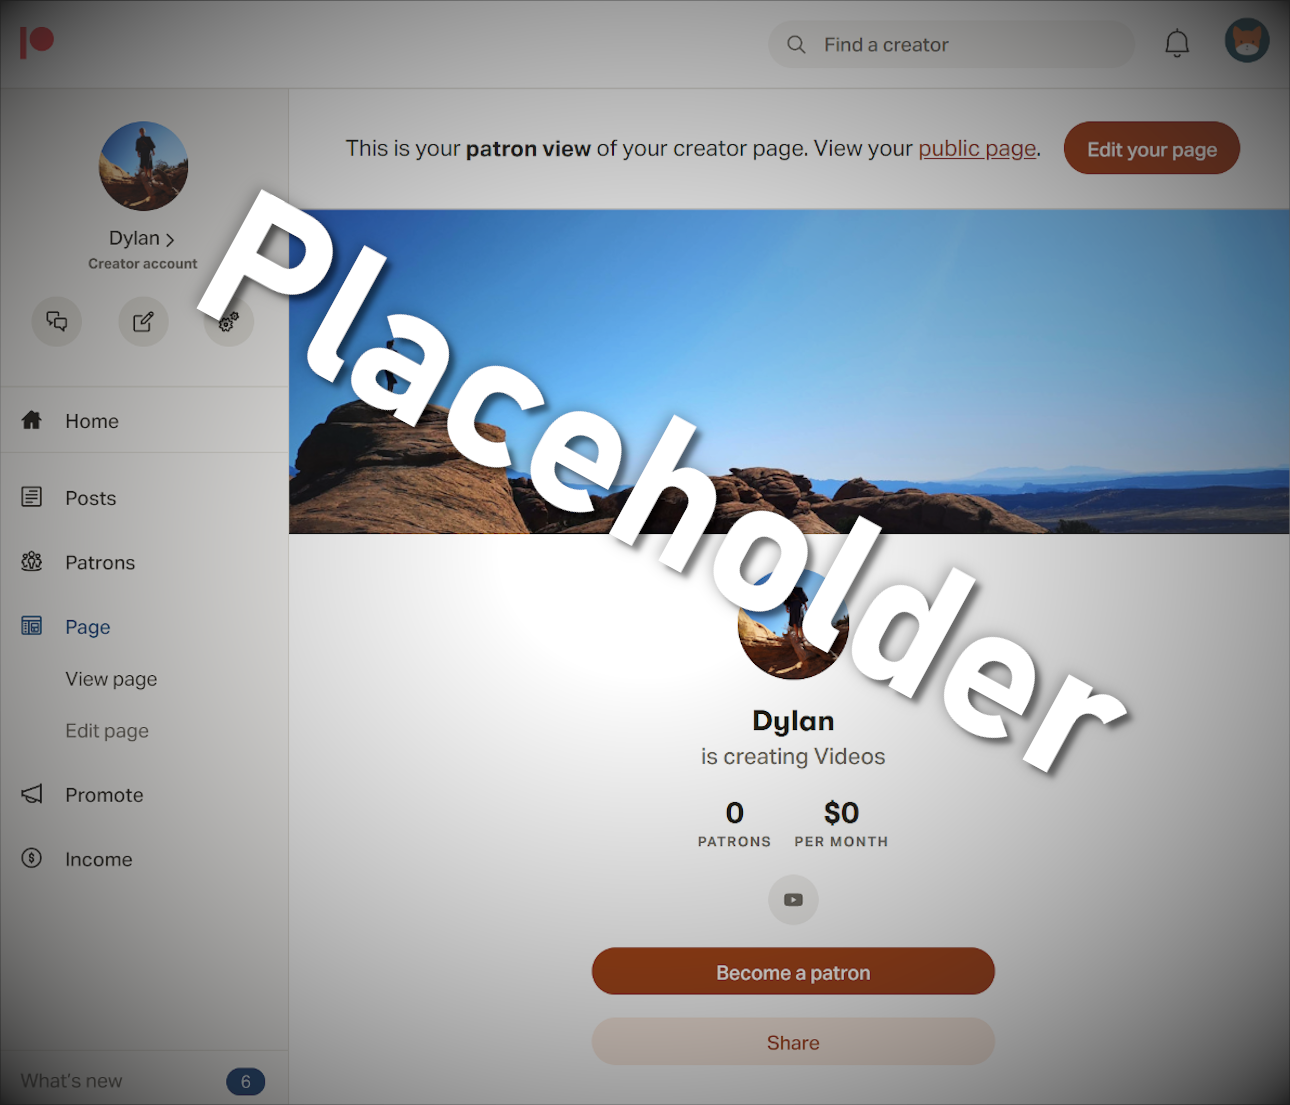 Find a creator
This is your patron view of your creator page. View your public page.
Edit your page
Dylan
Creator account
Placeholder
Home
Posts
Patrons
Page
View page
Edit page
Promote
Income
What's new
6
Dylan
is creating Videos
0
PATRONS
$0
PER MONTH
Become a patron
Share